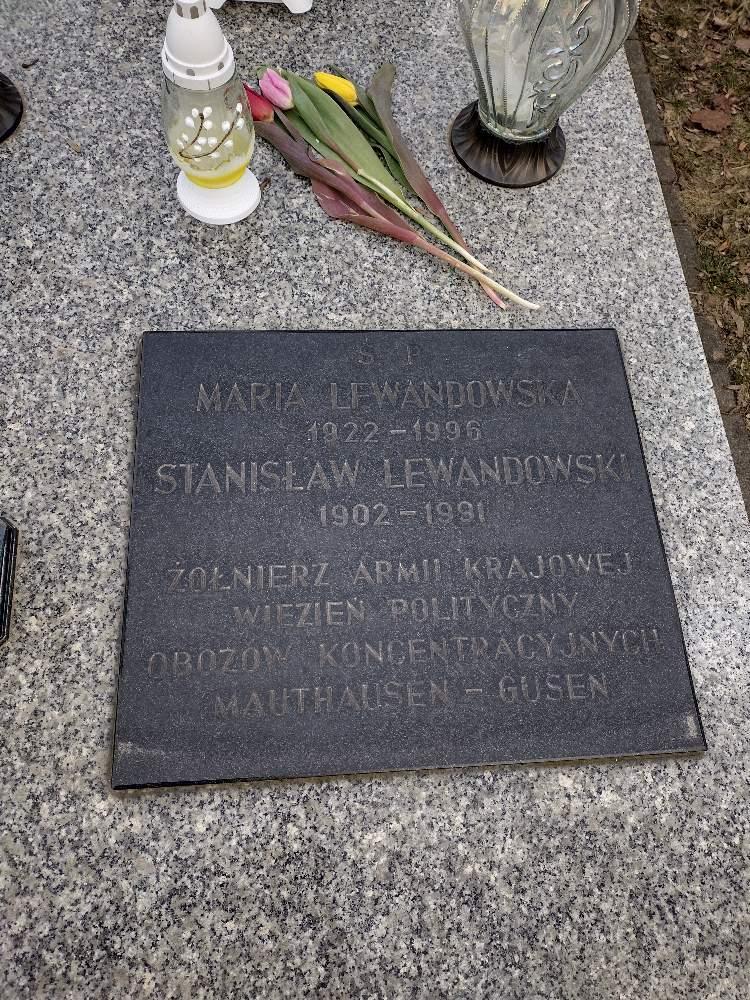 Ś. P.
MARIA LEWANDOWSKA
1922 – 1996
STANISŁAW LEWANDOWSKI
1902 – 1991
ŻOŁNIERZ ARMII KRAJOWEJ
WIĘZIEŃ POLITYCZNY
OBOZÓW KONCENTRACYJNYCH
MAUTHAUSEN – GUSEN